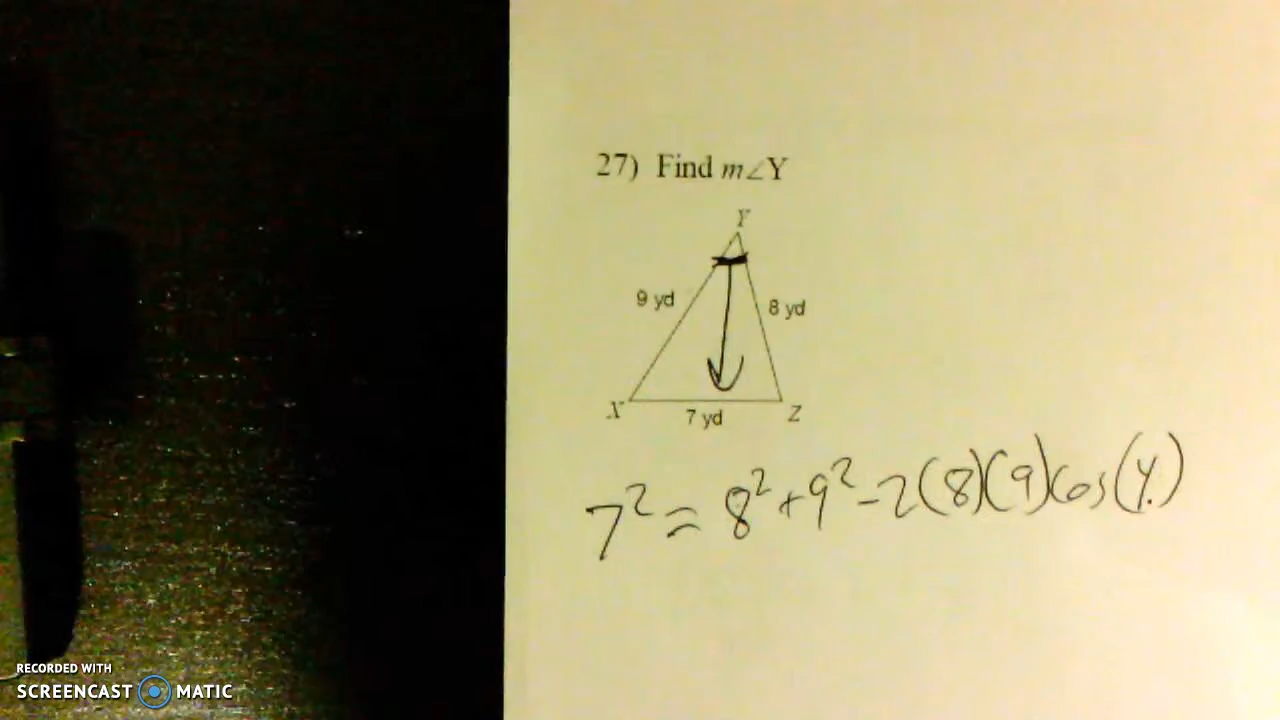 27) Find m∠Y
Y
9 yd
8 yd
X
7 yd
Z
7² = 8² + 9² - 2(8)(9)cos(y)
RECORDED WITH
SCREENCAST MATIC